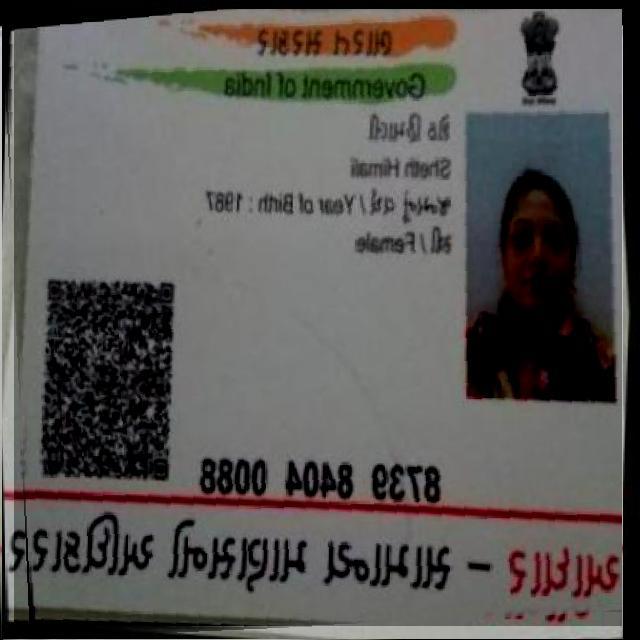 ભારત સરકાર
Government of India
શેઠ હિમાલી
Sheth Himali
જન્મનું વર્ષ / Year of Birth : 1987
સ્ત્રી / Female
8739 8404 0088
આધાર – સામાન્ય માણસનો અધિકાર